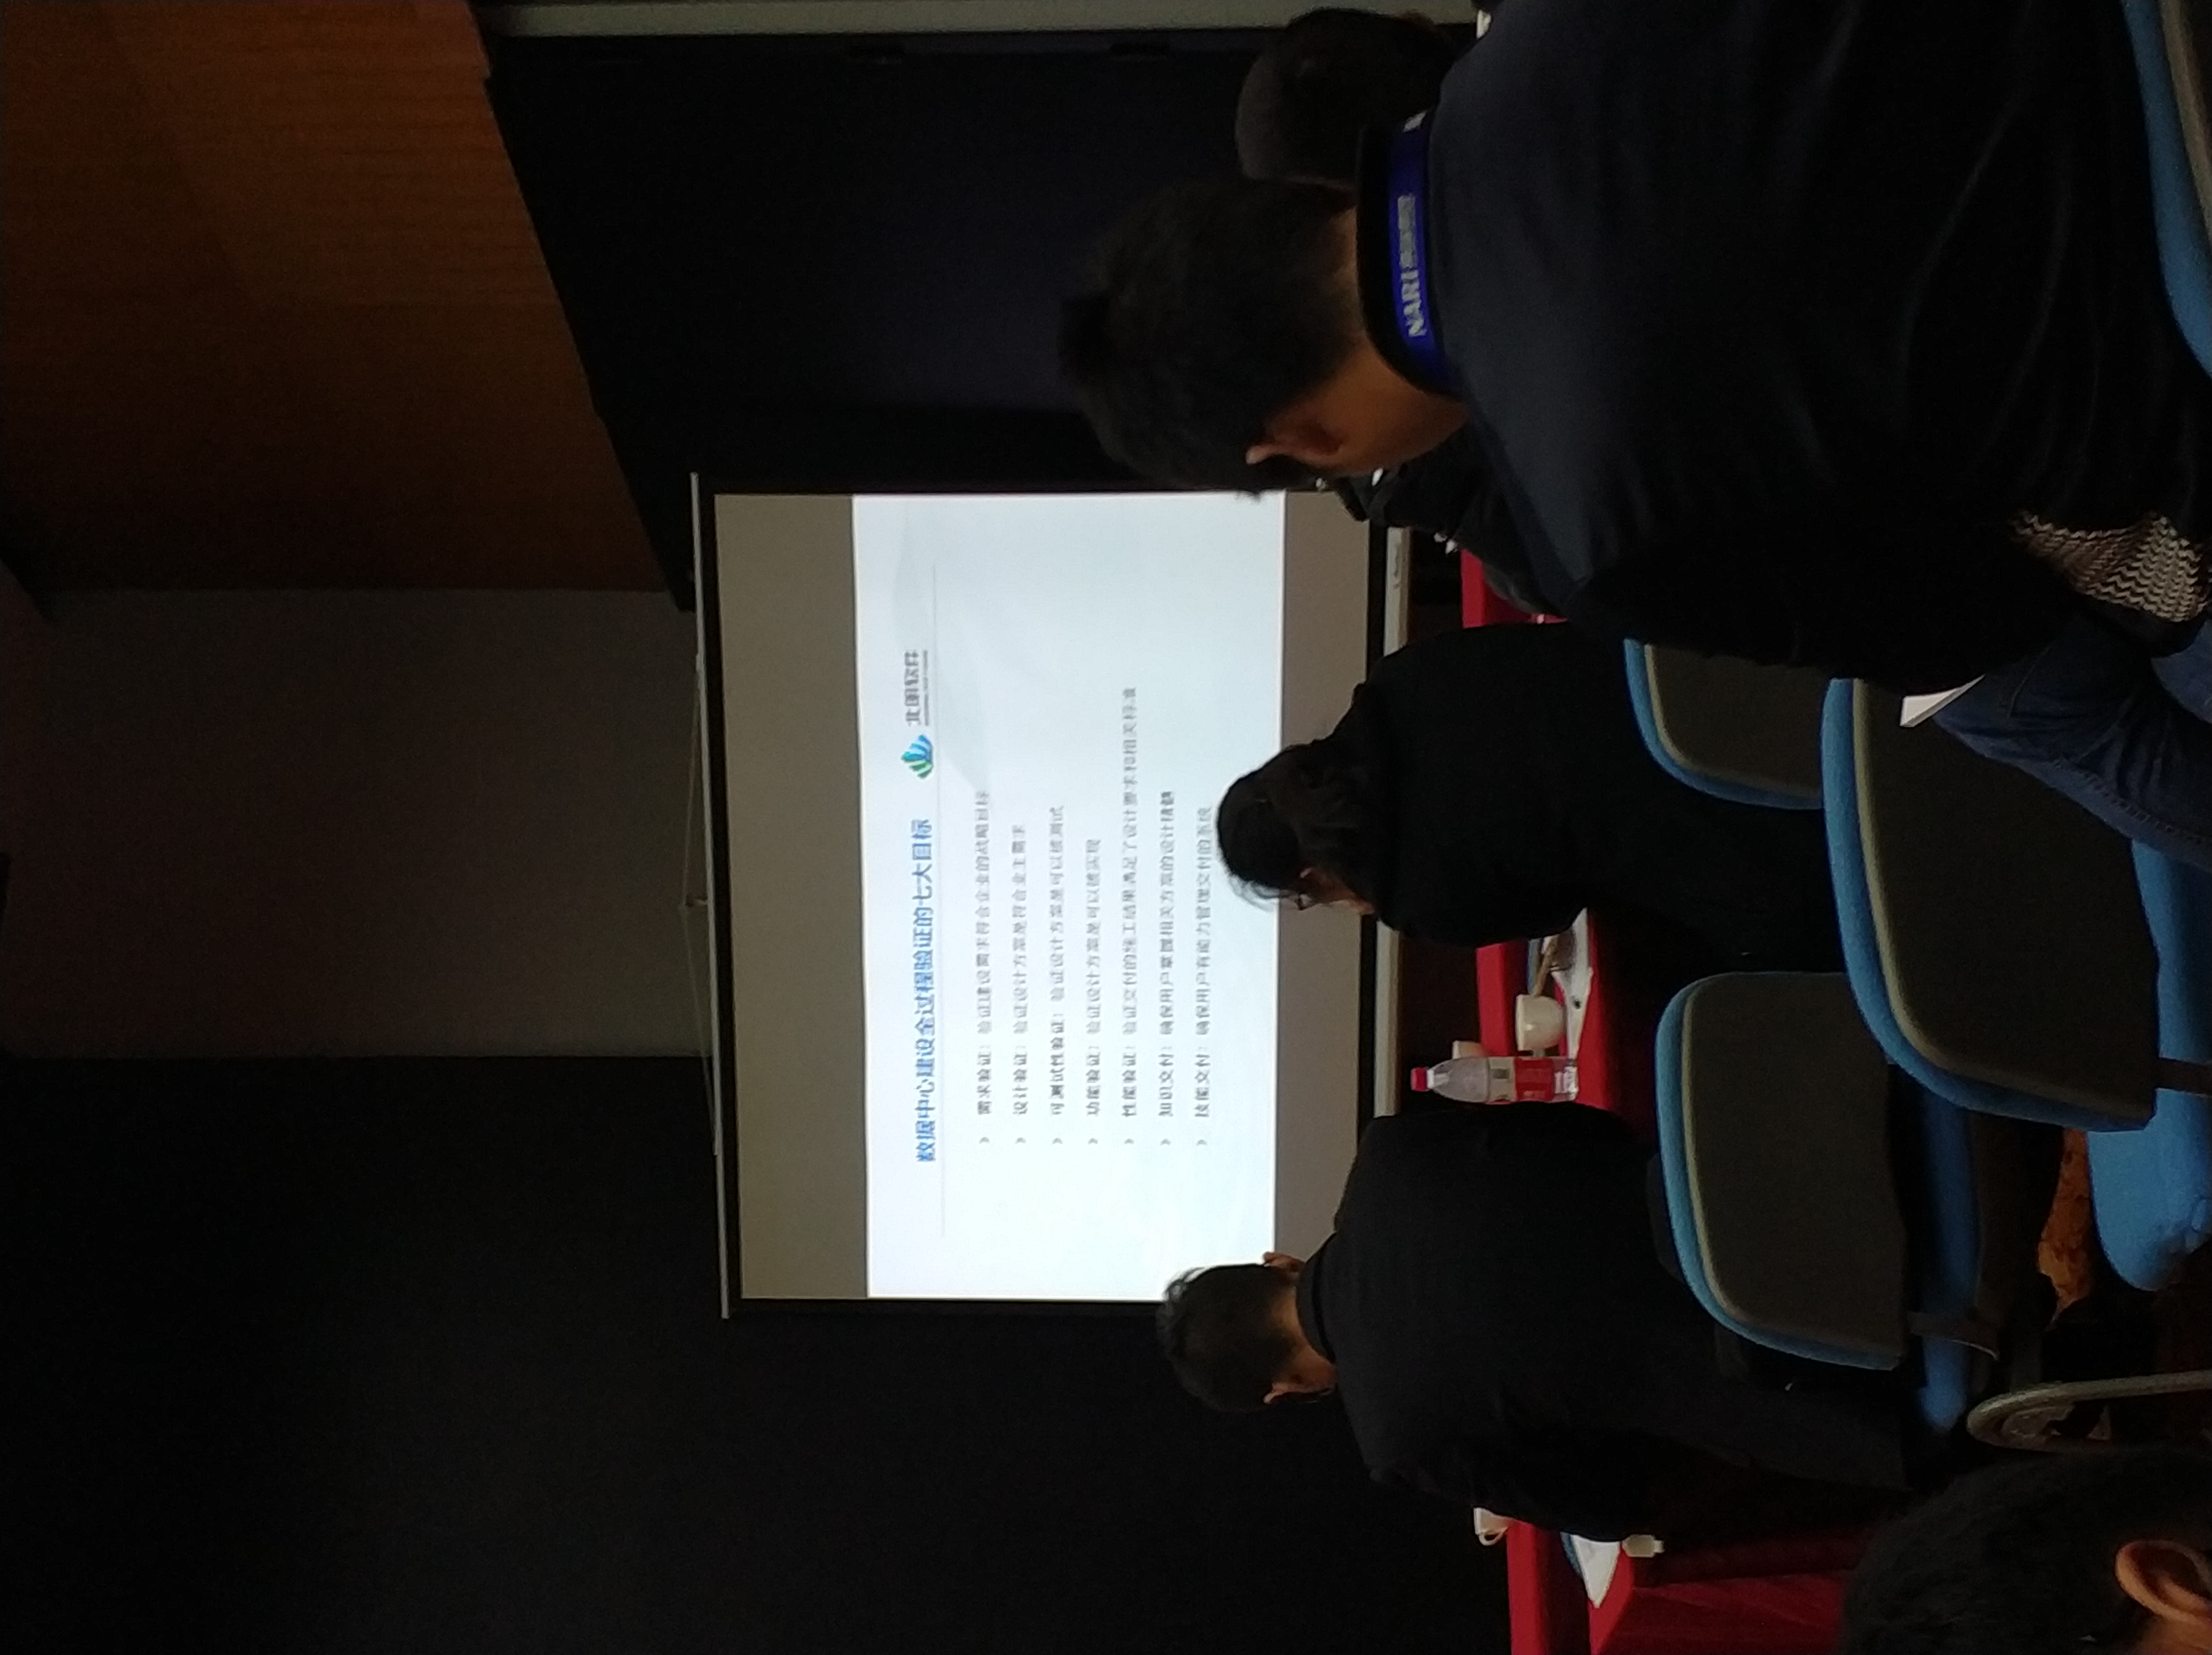 数据中心建设全过程验证的七大目标
北明软件
› 需求验证：验证建设需求符合企业的战略目标
› 设计验证：验证设计方案是符合业主需求
› 可测试性验证：验证设计方案是可以被测试
› 功能验证：验证设计方案是可以被实现
› 性能验证：验证交付的施工结果满足了设计要求和相关标准
› 知识交付：确保用户掌握相关方案的设计精髓
› 技能交付：确保用户有能力管理交付的系统
NARI